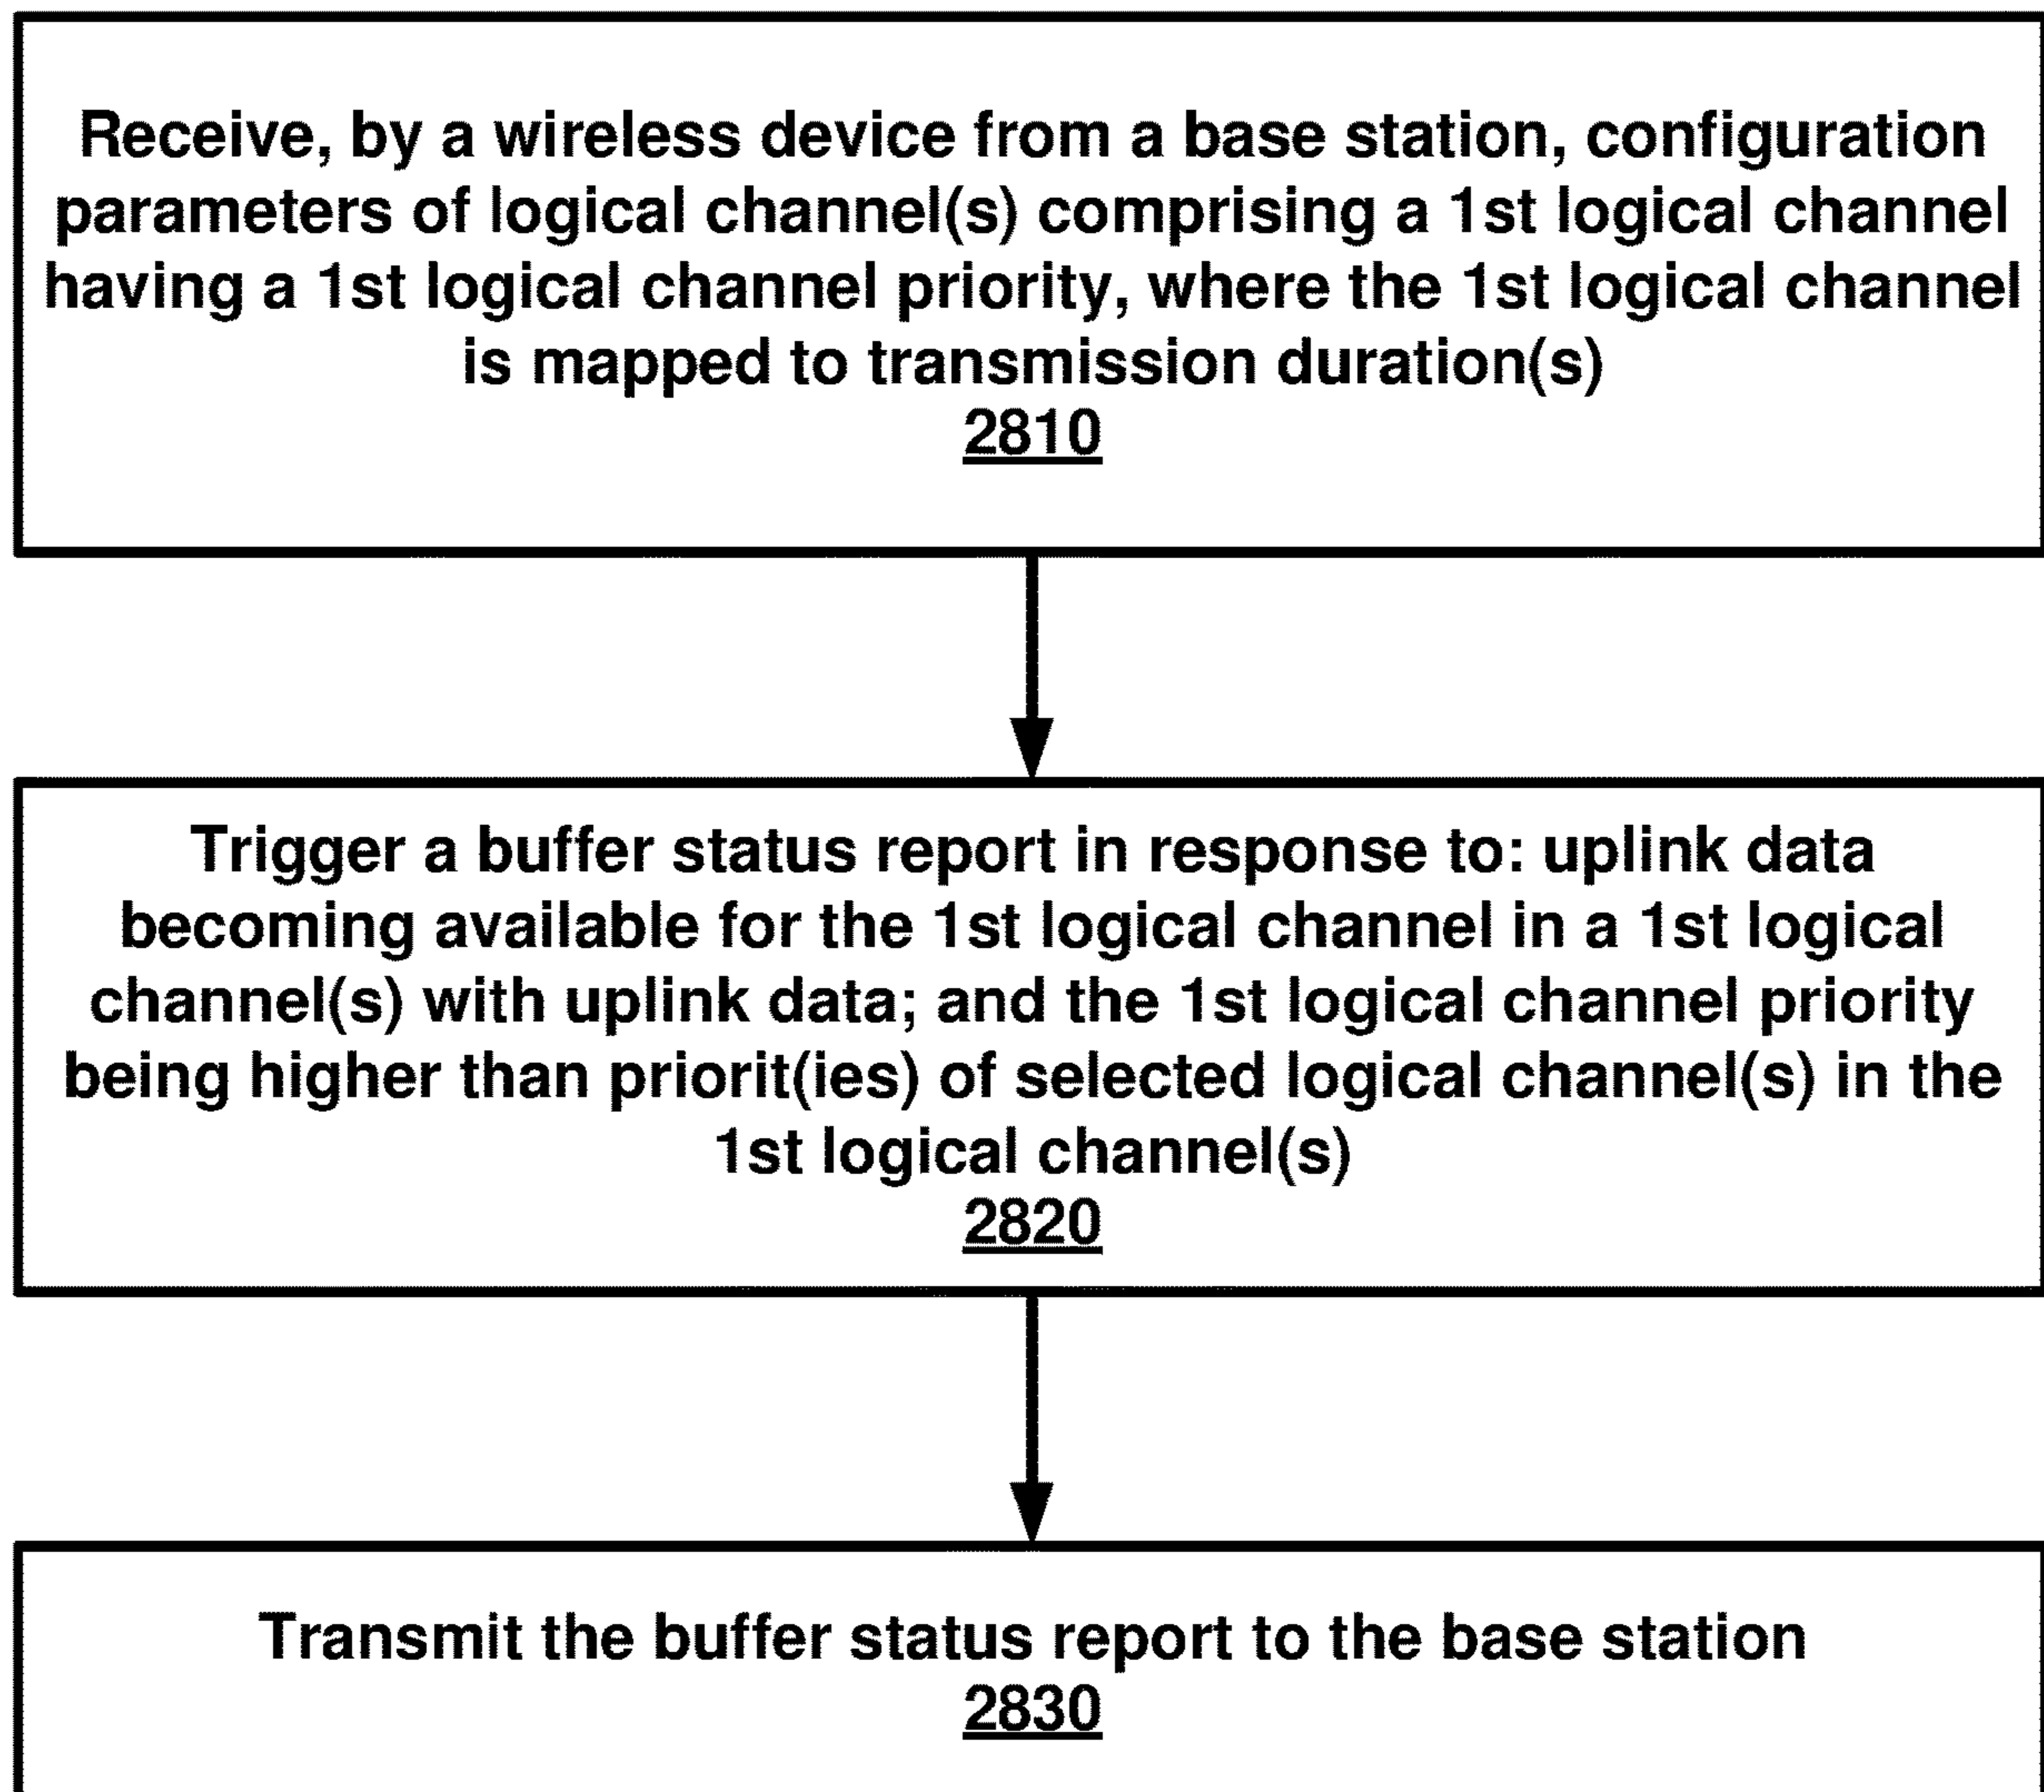 Receive, by a wireless device from a base station, configuration
parameters of logical channel(s) comprising a 1st logical channel
having a 1st logical channel priority, where the 1st logical channel
is mapped to transmission duration(s)
2810
Trigger a buffer status report in response to: uplink data
becoming available for the 1st logical channel in a 1st logical
channel(s) with uplink data; and the 1st logical channel priority
being higher than priorit(ies) of selected logical channel(s) in the
1st logical channel(s)
2820
Transmit the buffer status report to the base station
2830